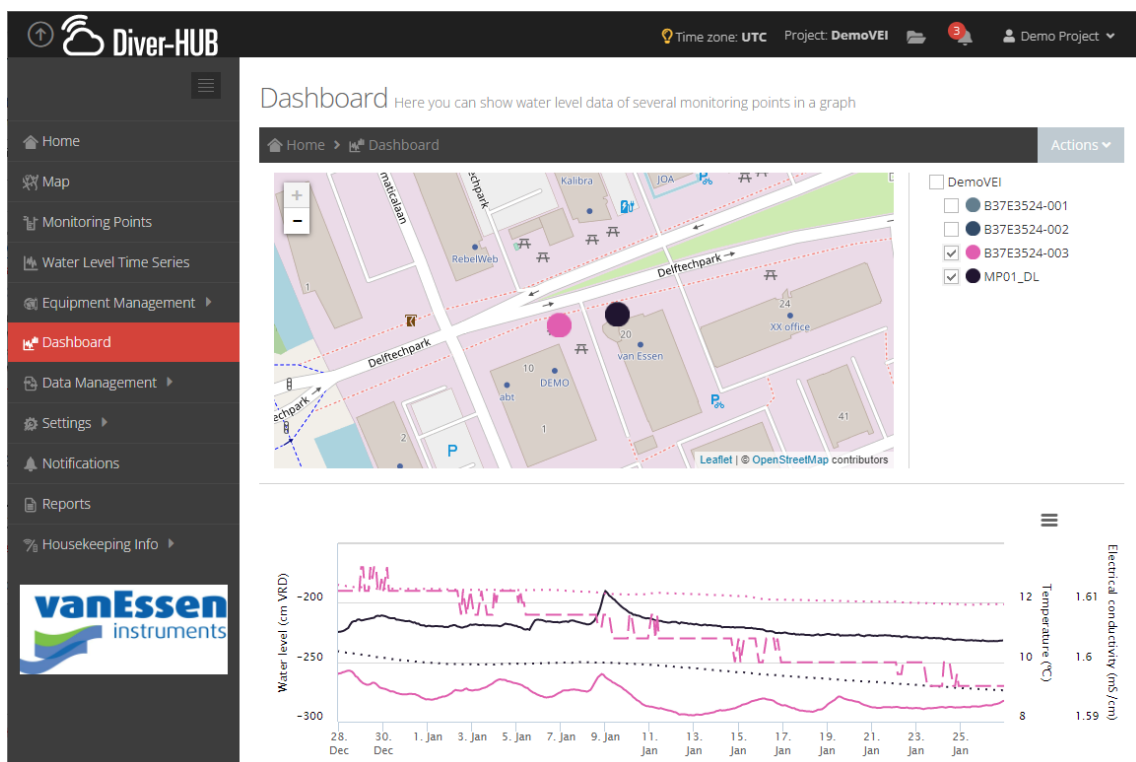 Diver-HUB
Time zone: UTC Project: DemoVEI 3 Demo Project
Home
Map
Monitoring Points
Water Level Time Series
Equipment Management
Dashboard
Data Management
Settings
Notifications
Reports
Housekeeping Info
vanEssen
instruments
Dashboard Here you can show water level data of several monitoring points in a graph
Home > Dashboard
Actions
+
−
Kalibra
JOA
RebelWeb
1
Delftechpark
24
XX office
20
van Essen
Delftechpark
10
DEMO
abt
1
2
P
41
Leaflet | © OpenStreetMap contributors
DemoVEI
B37E3524-001
B37E3524-002
B37E3524-003
MP01_DL
Water level (cm VRD)
-200
-250
-300
Temperature (°C)
12
10
8
Electrical conductivity (mS/cm)
1.61
1.6
1.59
28. Dec
30. Dec
1. Jan
3. Jan
5. Jan
7. Jan
9. Jan
11. Jan
13. Jan
15. Jan
17. Jan
19. Jan
21. Jan
23. Jan
25. Jan